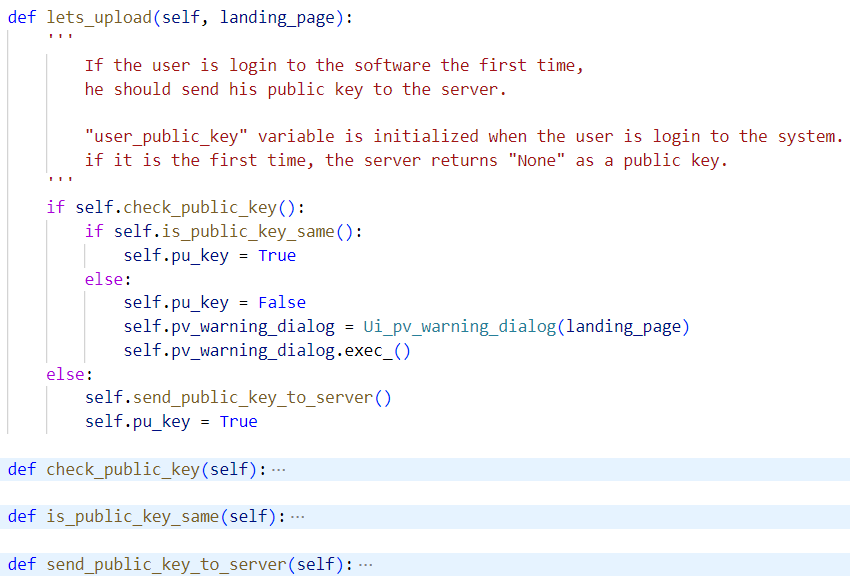 def lets_upload(self, landing_page):
    '''
        If the user is login to the software the first time,
        he should send his public key to the server.

        "user_public_key" variable is initialized when the user is login to the system.
        if it is the first time, the server returns "None" as a public key.
    '''
    if self.check_public_key():
        if self.is_public_key_same():
            self.pu_key = True
        else:
            self.pu_key = False
            self.pv_warning_dialog = Ui_pv_warning_dialog(landing_page)
            self.pv_warning_dialog.exec_()
    else:
        self.send_public_key_to_server()
        self.pu_key = True

def check_public_key(self): ···

def is_public_key_same(self): ···

def send_public_key_to_server(self): ···